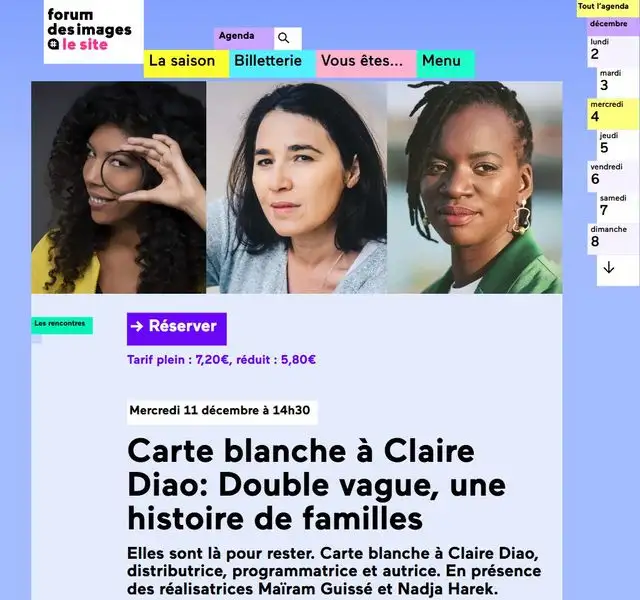 forum
des images
le site
Agenda
La saison
Billetterie
Vous êtes...
Menu
Tout l'agenda
décembre
lundi
2
mardi
3
mercredi
4
jeudi
5
vendredi
6
samedi
7
dimanche
8
Les rencontres
→ Réserver
Tarif plein : 7,20€, réduit : 5,80€
Mercredi 11 décembre à 14h30
Carte blanche à Claire
Diao: Double vague, une
histoire de familles
Elles sont là pour rester. Carte blanche à Claire Diao,
distributrice, programmatrice et autrice. En présence
des réalisatrices Maïram Guissé et Nadja Harek.